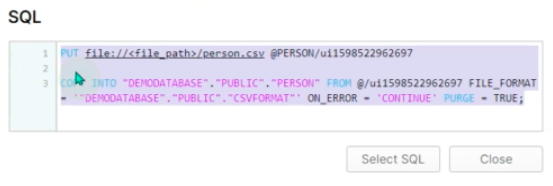 SQL
1 PUT file://<file_path>/person.csv @PERSON/ui1598522962697
2
3 COPY INTO "DEMODATABASE"."PUBLIC"."PERSON" FROM @/ui1598522962697 FILE_FORMAT
= '"DEMODATABASE"."PUBLIC"."CSVFORMAT"' ON_ERROR = 'CONTINUE' PURGE = TRUE;
Select SQL Close